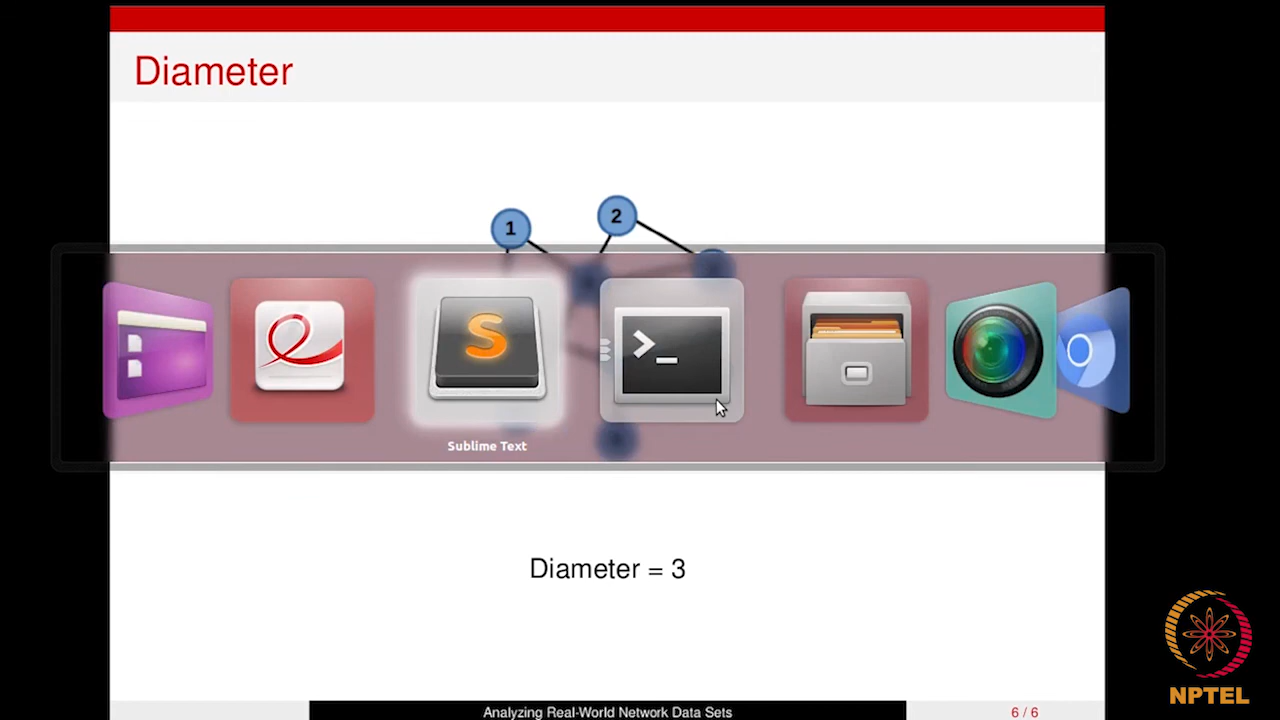 Diameter
1
2
S
>_
Sublime Text
Diameter = 3
NPTEL
Analyzing Real-World Network Data Sets
6 / 6